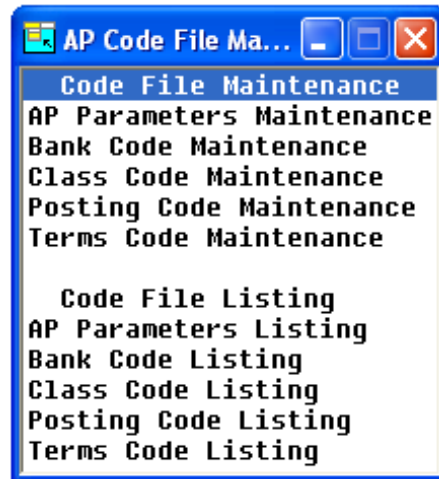 AP Code File Ma...
Code File Maintenance
AP Parameters Maintenance
Bank Code Maintenance
Class Code Maintenance
Posting Code Maintenance
Terms Code Maintenance
Code File Listing
AP Parameters Listing
Bank Code Listing
Class Code Listing
Posting Code Listing
Terms Code Listing